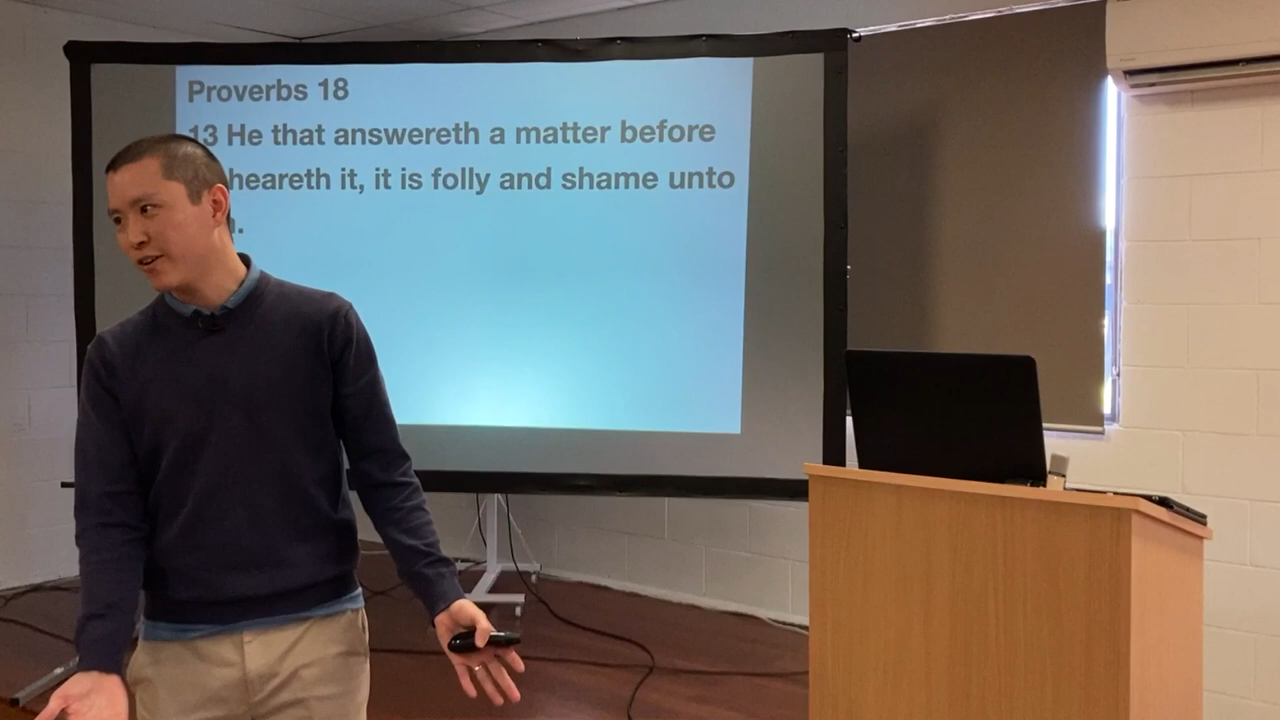 Proverbs 18
13 He that answereth a matter before
heareth it, it is folly and shame unto